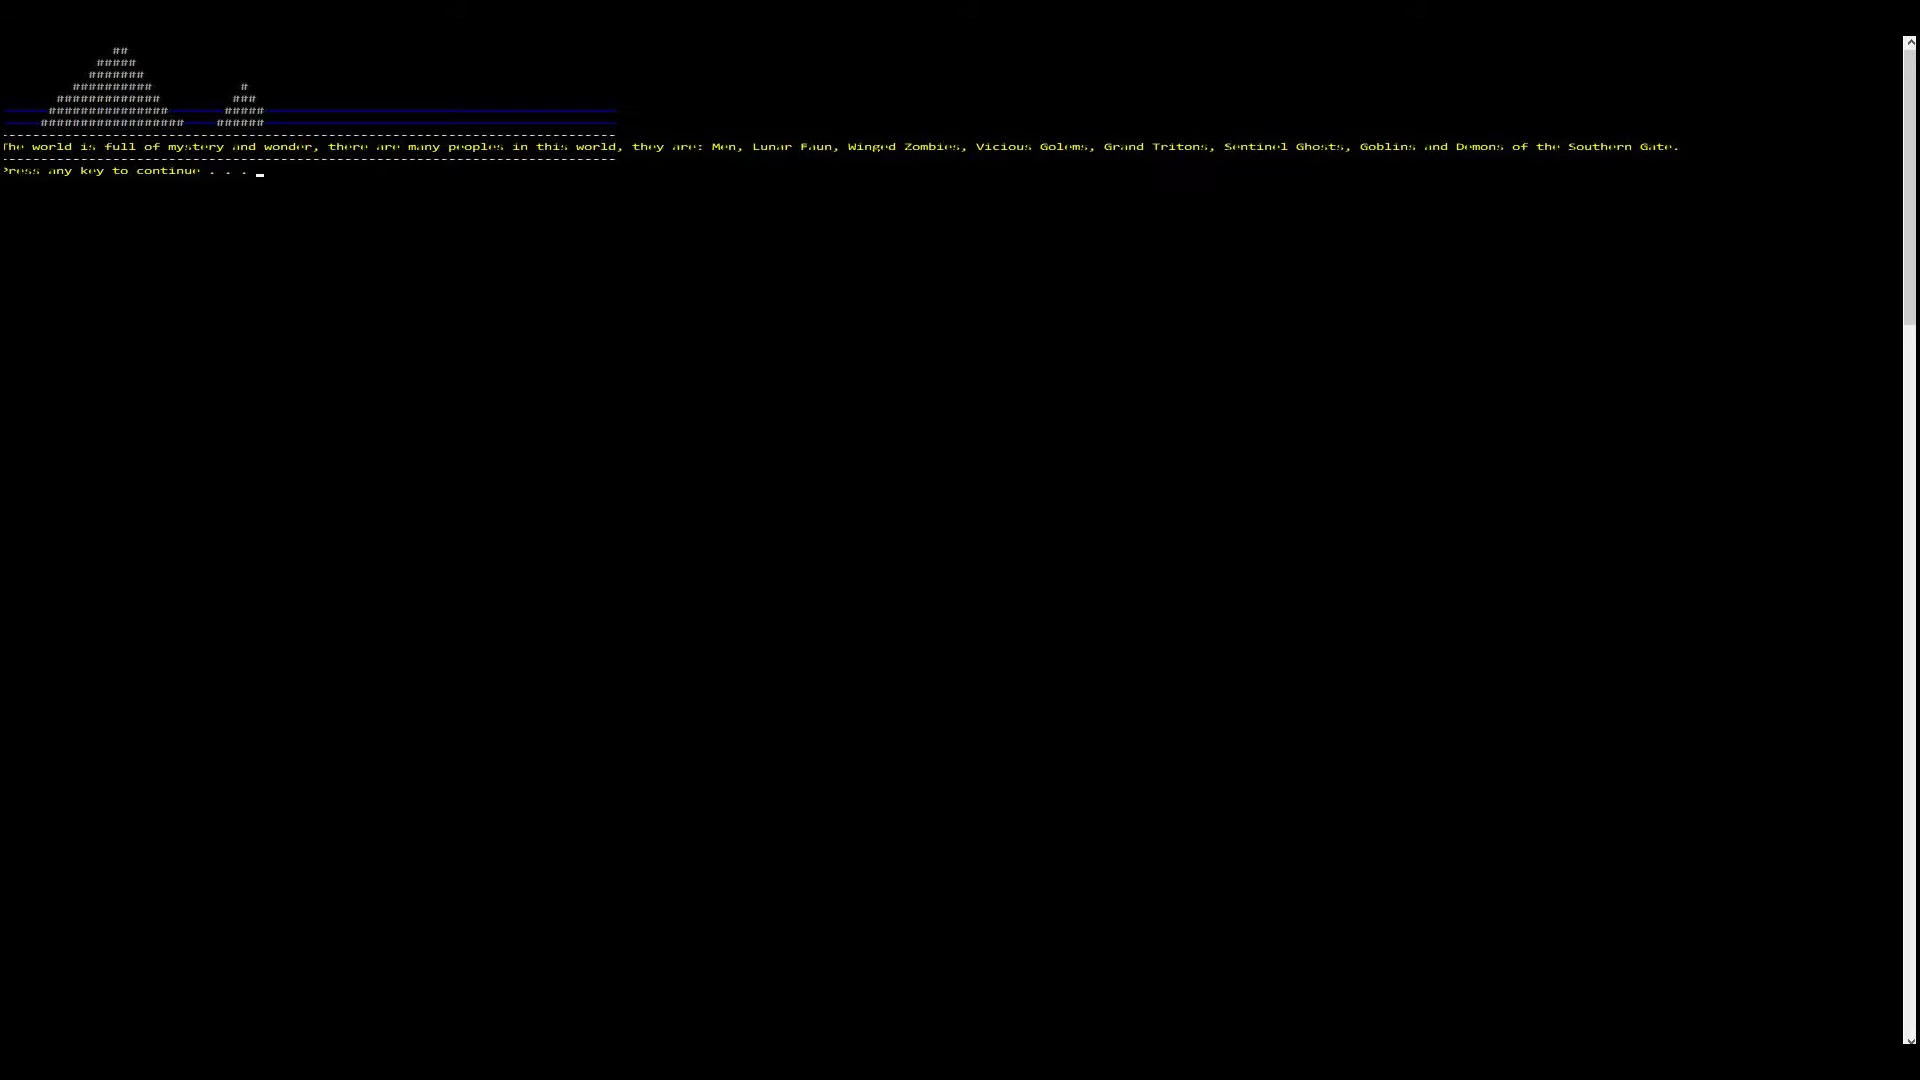 The world is full of mystery and wonder, there are many peoples in this world, they are: Men, Lunar Faun, Winged Zombies, Vicious Golems, Grand Tritons, Sentinel Ghosts, Goblins and Demons of the Southern Gate.
Press any key to continue . . . _